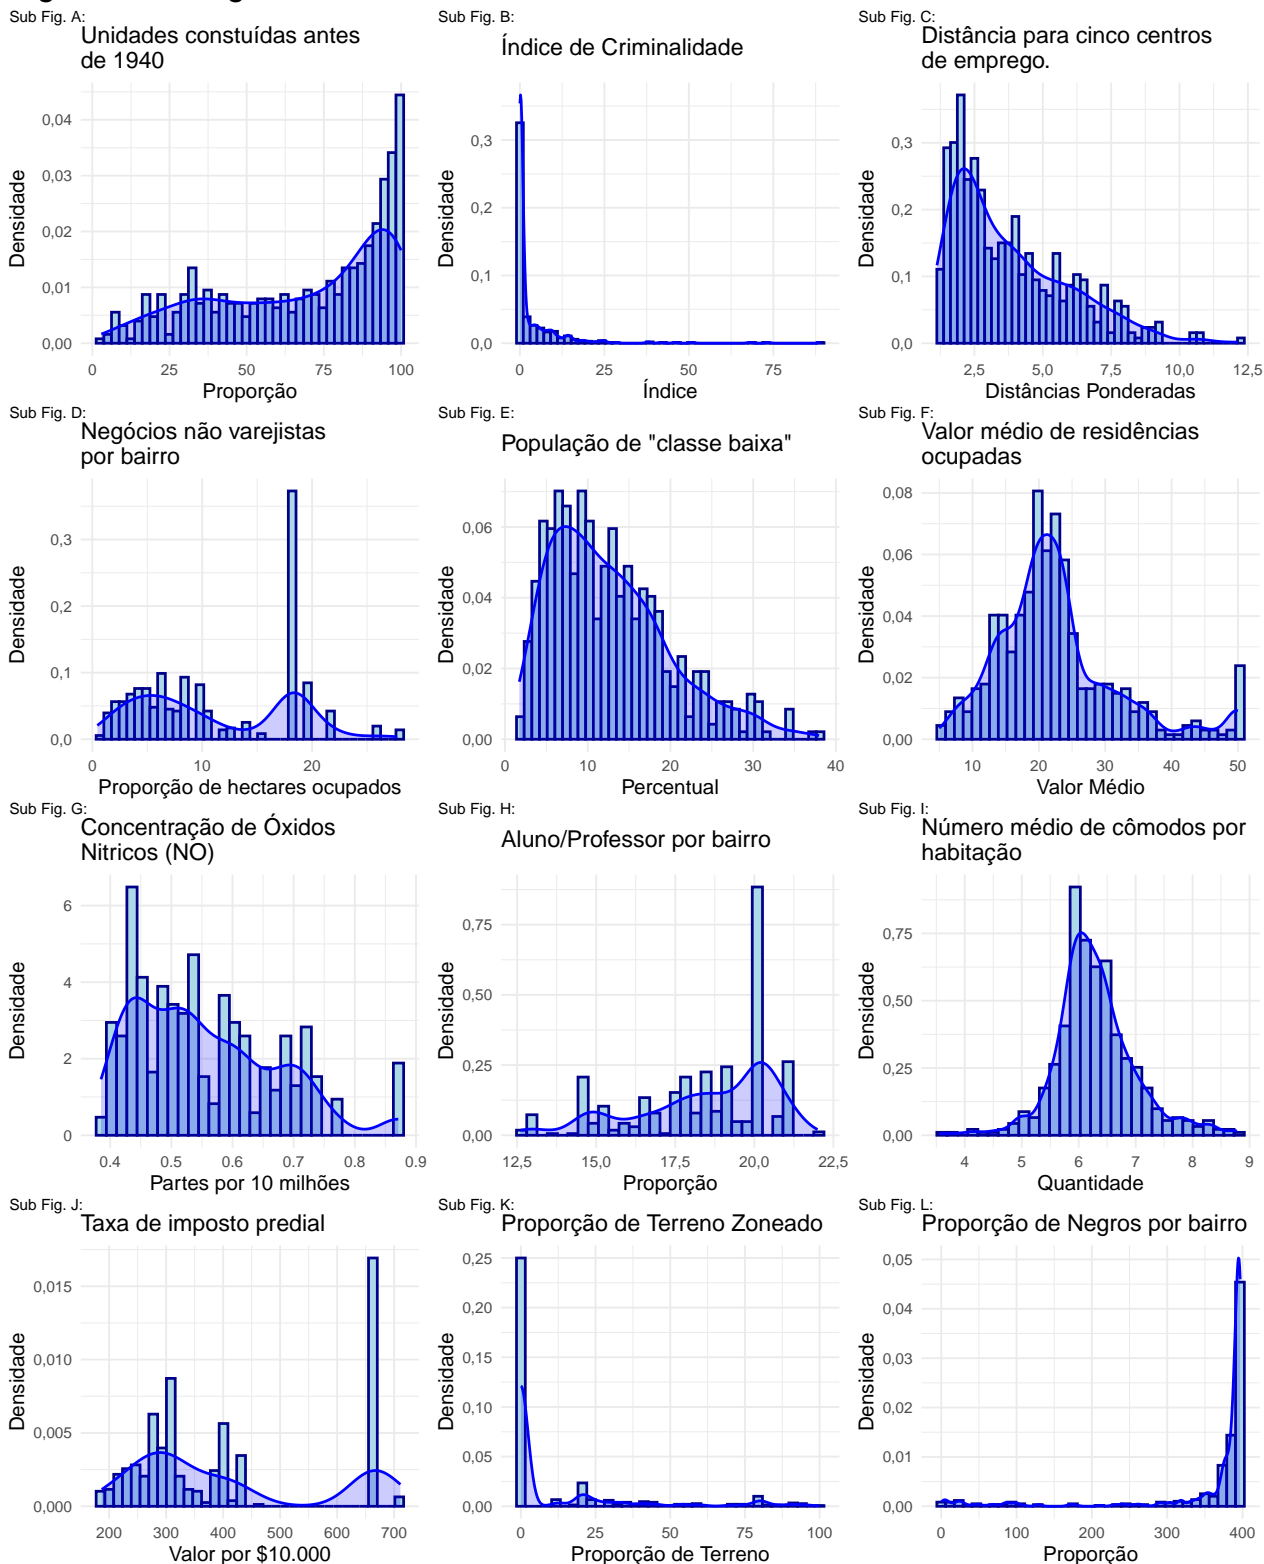 Sub Fig. A:
Unidades constuídas antes
de 1940
Densidade
0,04
0,03
0,02
0,01
0,00
0 25 50 75 100
Proporção
Sub Fig. B:
Índice de Criminalidade
Densidade
0,3
0,2
0,1
0,0
0 25 50 75
Índice
Sub Fig. C:
Distância para cinco centros
de emprego.
Densidade
0,3
0,2
0,1
0,0
2,5 5,0 7,5 10,0 12,5
Distâncias Ponderadas
Sub Fig. D:
Negócios não varejistas
por bairro
Densidade
0,3
0,2
0,1
0,0
0 10 20
Proporção de hectares ocupados
Sub Fig. E:
População de "classe baixa"
Densidade
0,06
0,04
0,02
0,00
0 10 20 30 40
Percentual
Sub Fig. F:
Valor médio de residências
ocupadas
Densidade
0,08
0,06
0,04
0,02
0,00
10 20 30 40 50
Valor Médio
Sub Fig. G:
Concentração de Óxidos
Nitricos (NO)
Densidade
6
4
2
0
0.4 0.5 0.6 0.7 0.8 0.9
Partes por 10 milhões
Sub Fig. H:
Aluno/Professor por bairro
Densidade
0,75
0,50
0,25
0,00
12,5 15,0 17,5 20,0 22,5
Proporção
Sub Fig. I:
Número médio de cômodos por
habitação
Densidade
0,75
0,50
0,25
0,00
4 5 6 7 8 9
Quantidade
Sub Fig. J:
Taxa de imposto predial
Densidade
0,015
0,010
0,005
0,000
200 300 400 500 600 700
Valor por $10.000
Sub Fig. K:
Proporção de Terreno Zoneado
Densidade
0,25
0,20
0,15
0,10
0,05
0,00
0 25 50 75 100
Proporção de Terreno
Sub Fig. L:
Proporção de Negros por bairro
Densidade
0,05
0,04
0,03
0,02
0,01
0,00
0 100 200 300 400
Proporção